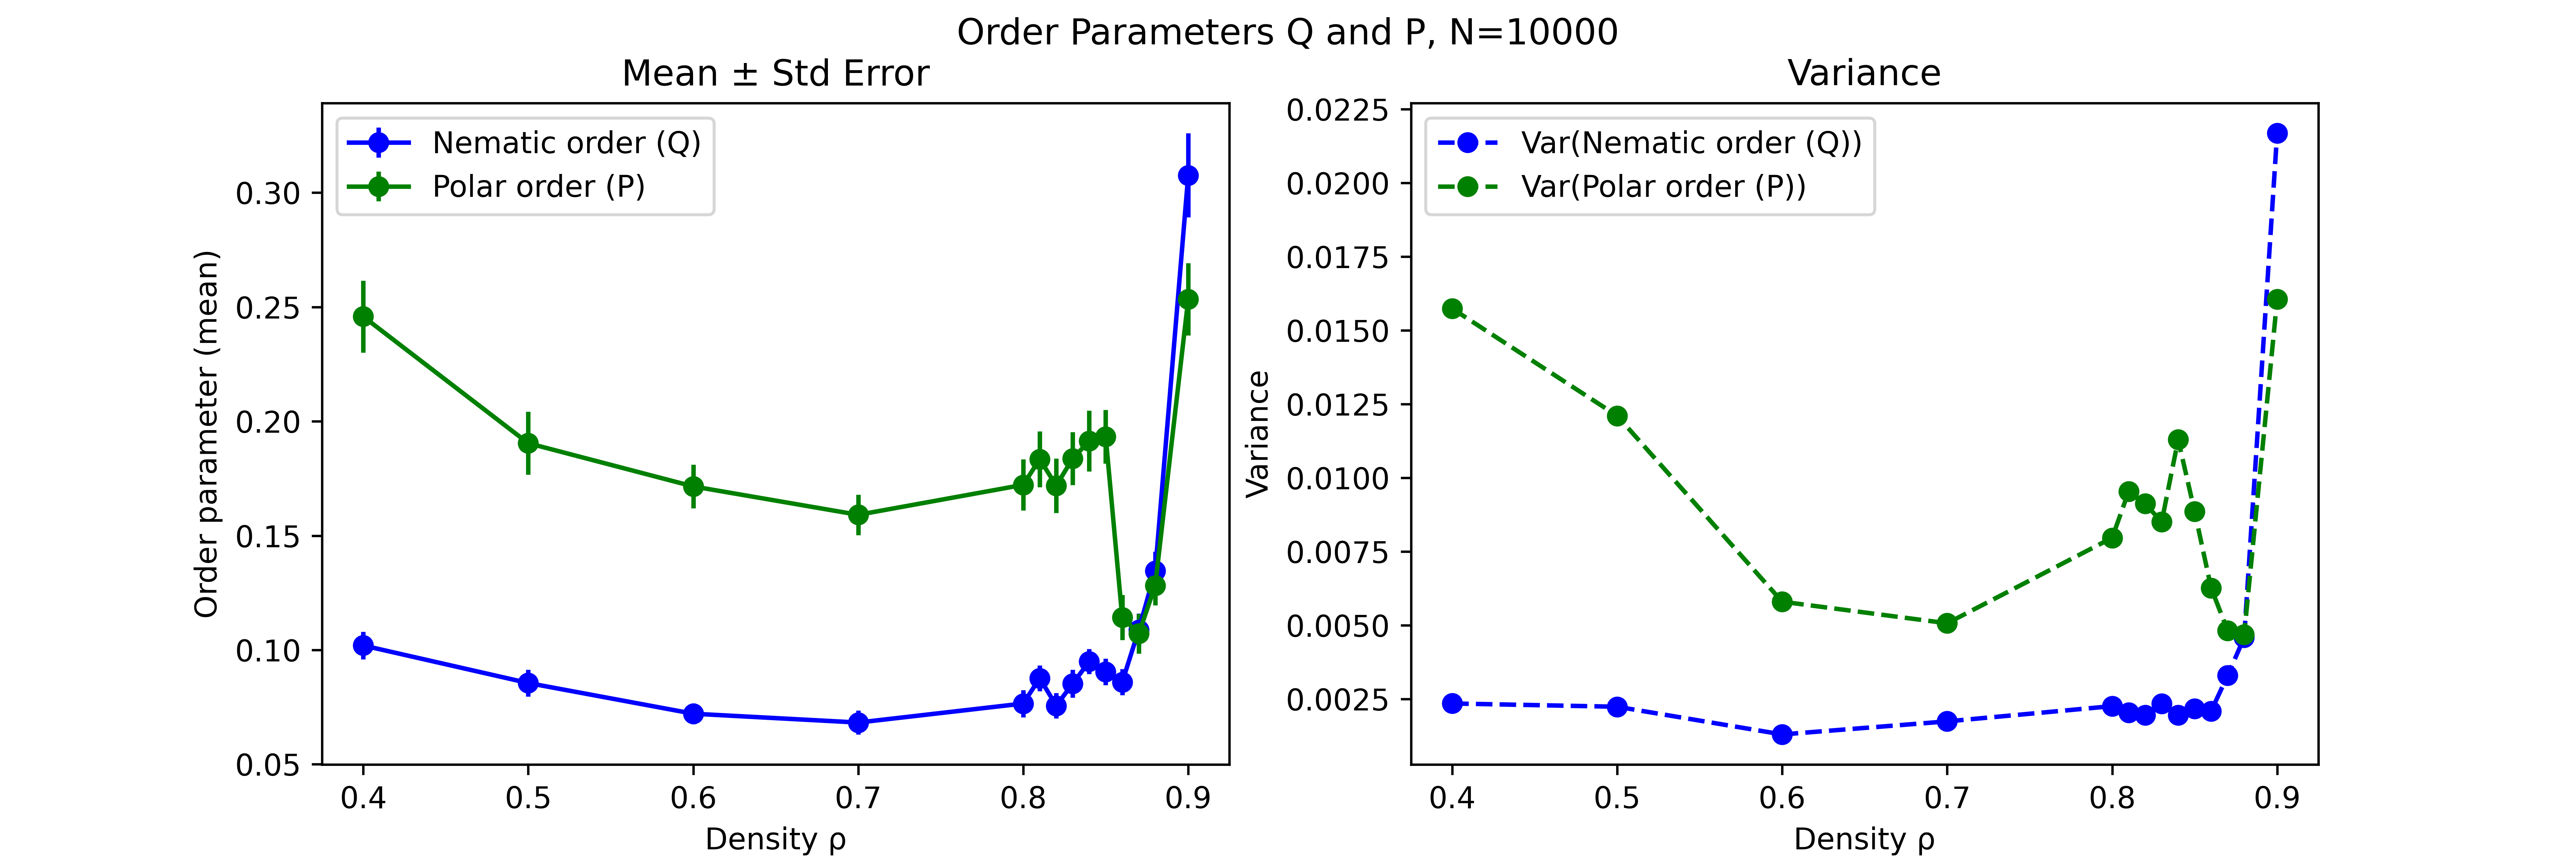 Order Parameters Q and P, N=10000
Mean ± Std Error
Nematic order (Q)
Polar order (P)
Order parameter (mean)
0.30
0.25
0.20
0.15
0.10
0.05
0.4 0.5 0.6 0.7 0.8 0.9
Density ρ
Variance
Var(Nematic order (Q))
Var(Polar order (P))
Variance
0.0225
0.0200
0.0175
0.0150
0.0125
0.0100
0.0075
0.0050
0.0025
0.4 0.5 0.6 0.7 0.8 0.9
Density ρ